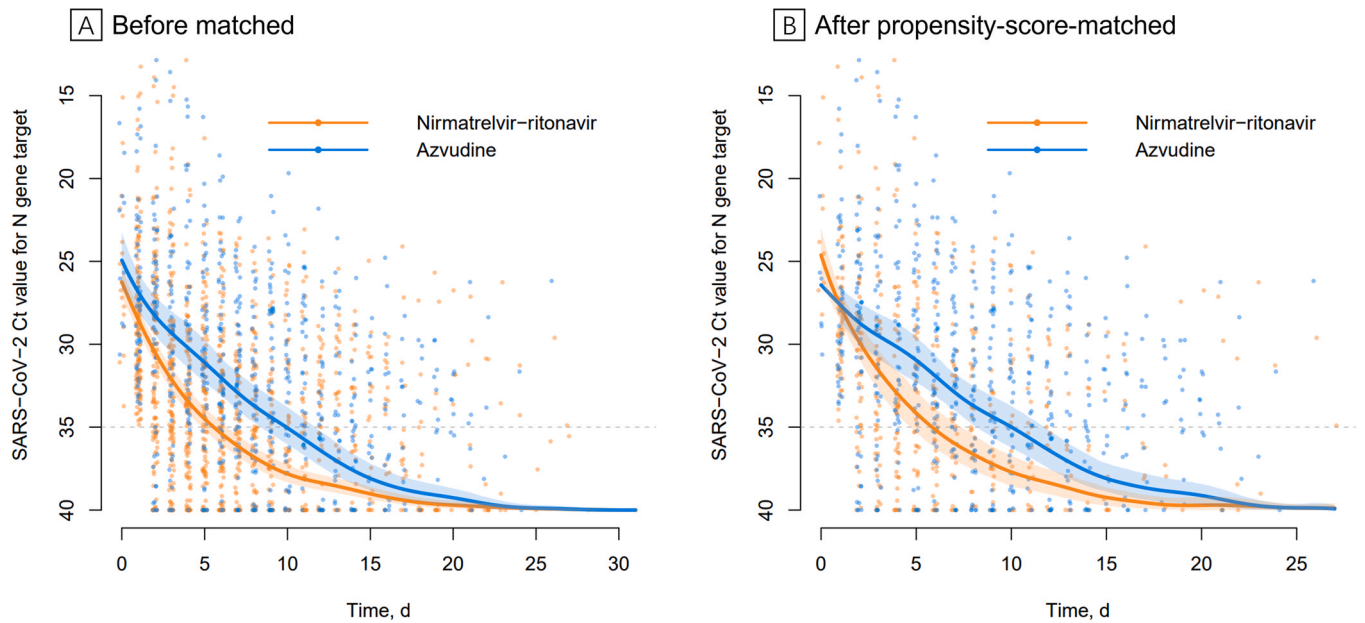 A Before matched
SARS-CoV-2 Ct value for N gene target
15
20
25
30
35
40
Nirmatrelvir-ritonavir
Azvudine
0 5 10 15 20 25 30
Time, d
B After propensity-score-matched
SARS-CoV-2 Ct value for N gene target
15
20
25
30
35
40
Nirmatrelvir-ritonavir
Azvudine
0 5 10 15 20 25
Time, d